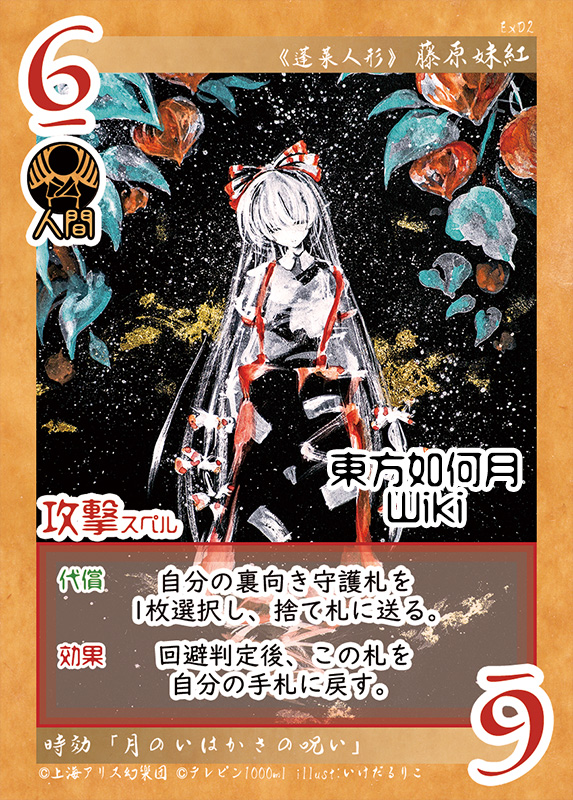 ExD2
6
《蓬莱人形》 藤原妹紅
人間
東方如何月
Wiki
攻撃スペル
代償 自分の裏向き守護札を
1枚選択し、捨て札に送る。
効果 回避判定後、この札を
自分の手札に戻す。
6
時効「月のいはかさの呪い」
©上海アリス幻樂団 ©テレビン1000ml illust:いけだるりこ